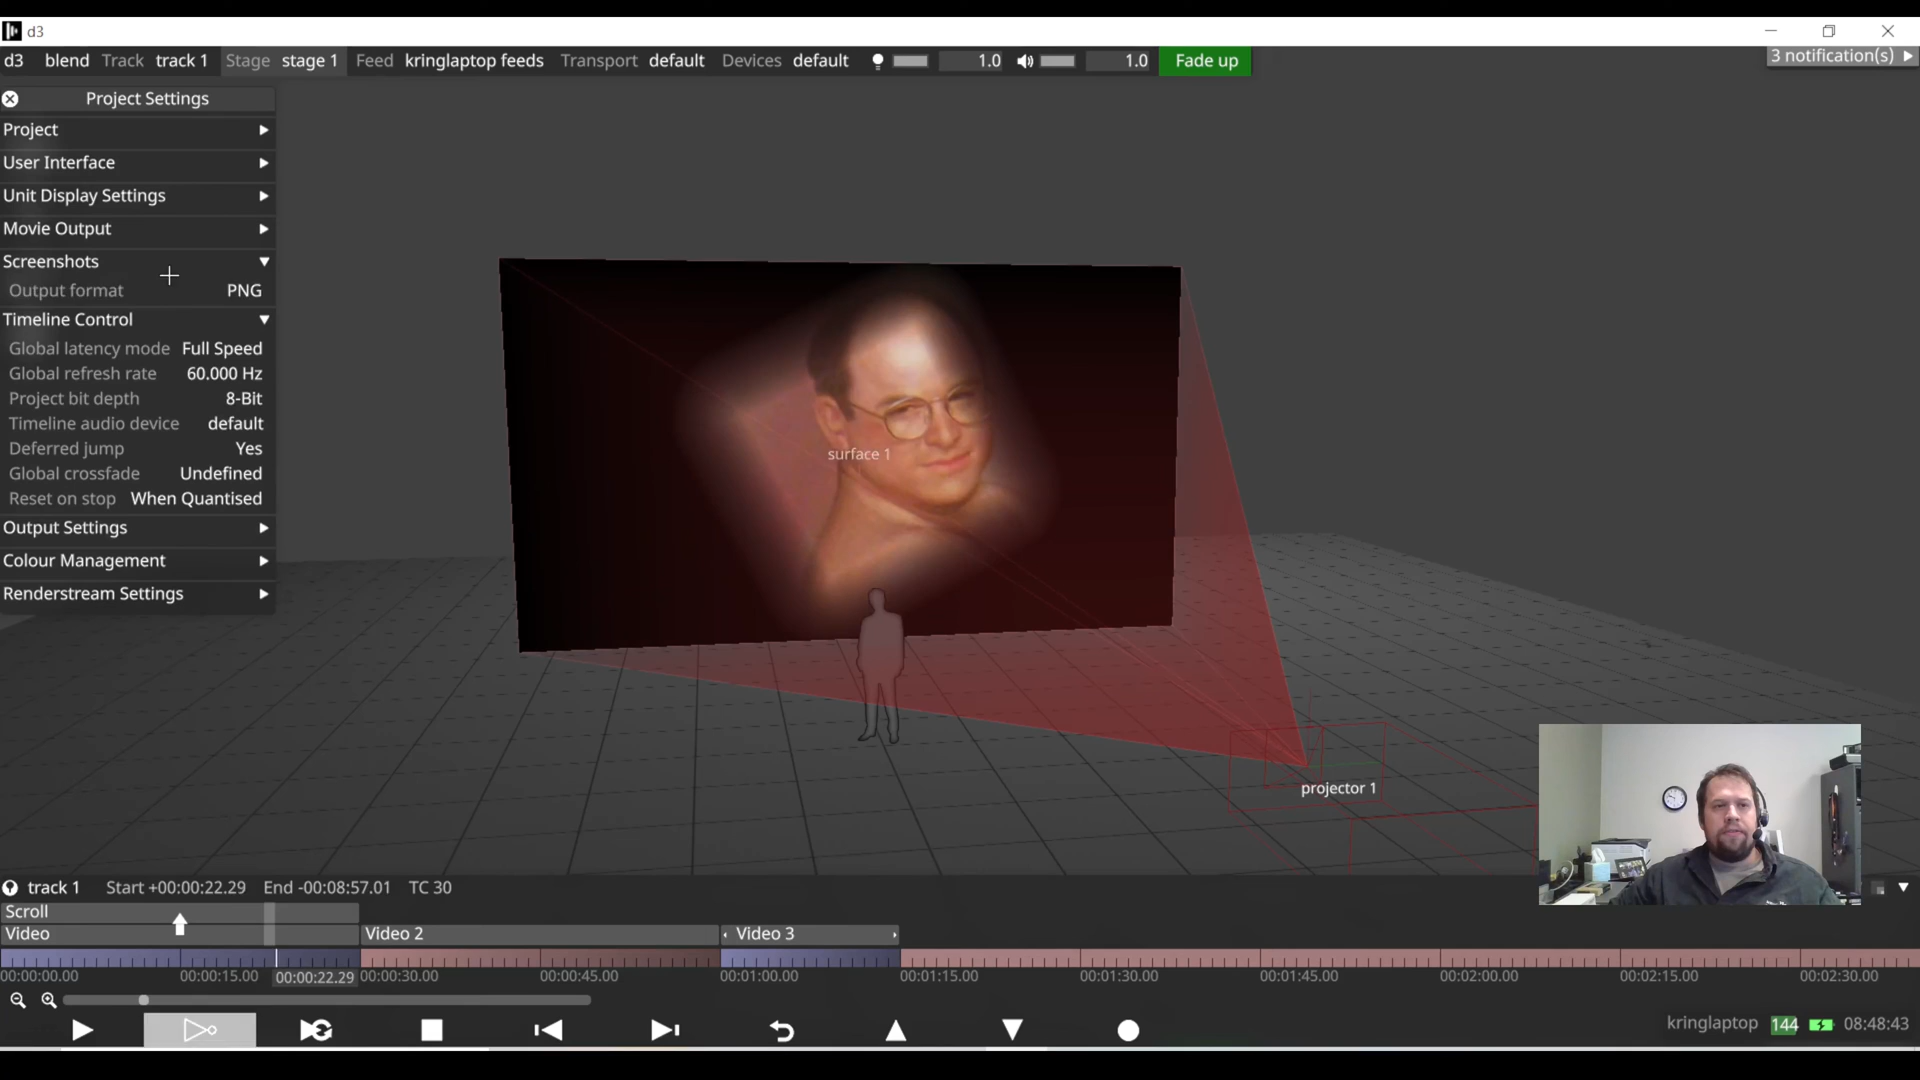 d3
d3 blend Track track 1 Stage stage 1 Feed kringlaptop feeds Transport default Devices default 1.0 1.0 Fade up 3 notification(s)
Project Settings
Project
User Interface
Unit Display Settings
Movie Output
Screenshots
Output format PNG
Timeline Control
Global latency mode Full Speed
Global refresh rate 60.000 Hz
Project bit depth 8-Bit
Timeline audio device default
Deferred jump Yes
Global crossfade Undefined
Reset on stop When Quantised
Output Settings
Colour Management
Renderstream Settings
surface 1
projector 1
track 1 Start +00:00:22.29 End -00:08:57.01 TC 30
Scroll
Video Video 2 Video 3
00:00:00.00 00:00:15.00 00:00:22.29 00:00:30.00 00:00:45.00 00:01:00.00 00:01:15.00 00:01:30.00 00:01:45.00 00:02:00.00 00:02:15.00 00:02:30.00
kringlaptop 144 08:48:43